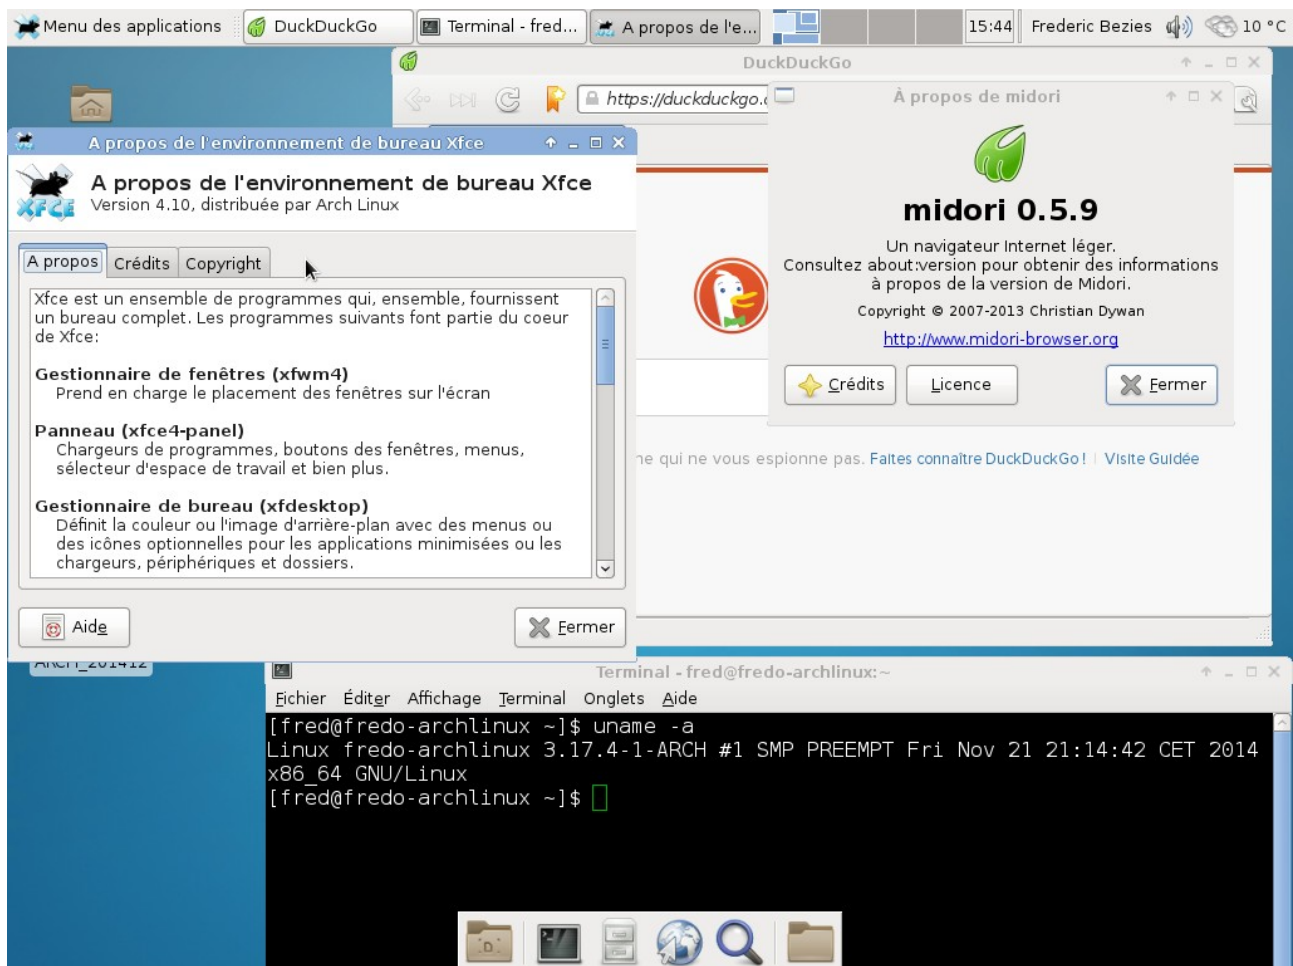 Menu des applications DuckDuckGo Terminal - fred... A propos de l'e... 15:44 Frederic Bezies 10 °C
DuckDuckGo
https://duckduckgo.
À propos de midori
midori 0.5.9
Un navigateur Internet léger.
Consultez about:version pour obtenir des informations
à propos de la version de Midori.
Copyright © 2007-2013 Christian Dywan
http://www.midori-browser.org
Crédits Licence Fermer
A propos de l'environnement de bureau Xfce
XFCE
A propos de l'environnement de bureau Xfce
Version 4.10, distribuée par Arch Linux
A propos Crédits Copyright
Xfce est un ensemble de programmes qui, ensemble, fournissent
un bureau complet. Les programmes suivants font partie du coeur
de Xfce:
Gestionnaire de fenêtres (xfwm4)
Prend en charge le placement des fenêtres sur l'écran
Panneau (xfce4-panel)
Chargeurs de programmes, boutons des fenêtres, menus,
sélecteur d'espace de travail et bien plus.
Gestionnaire de bureau (xfdesktop)
Définit la couleur ou l'image d'arrière-plan avec des menus ou
des icônes optionnelles pour les applications minimisées ou les
chargeurs, périphériques et dossiers.
Aide Fermer
ne qui ne vous espionne pas. Faites connaître DuckDuckGo ! Visite Guidée
ARCH_201412
Terminal - fred@fredo-archlinux:~
Fichier Éditer Affichage Terminal Onglets Aide
[fred@fredo-archlinux ~]$ uname -a
Linux fredo-archlinux 3.17.4-1-ARCH #1 SMP PREEMPT Fri Nov 21 21:14:42 CET 2014
x86_64 GNU/Linux
[fred@fredo-archlinux ~]$